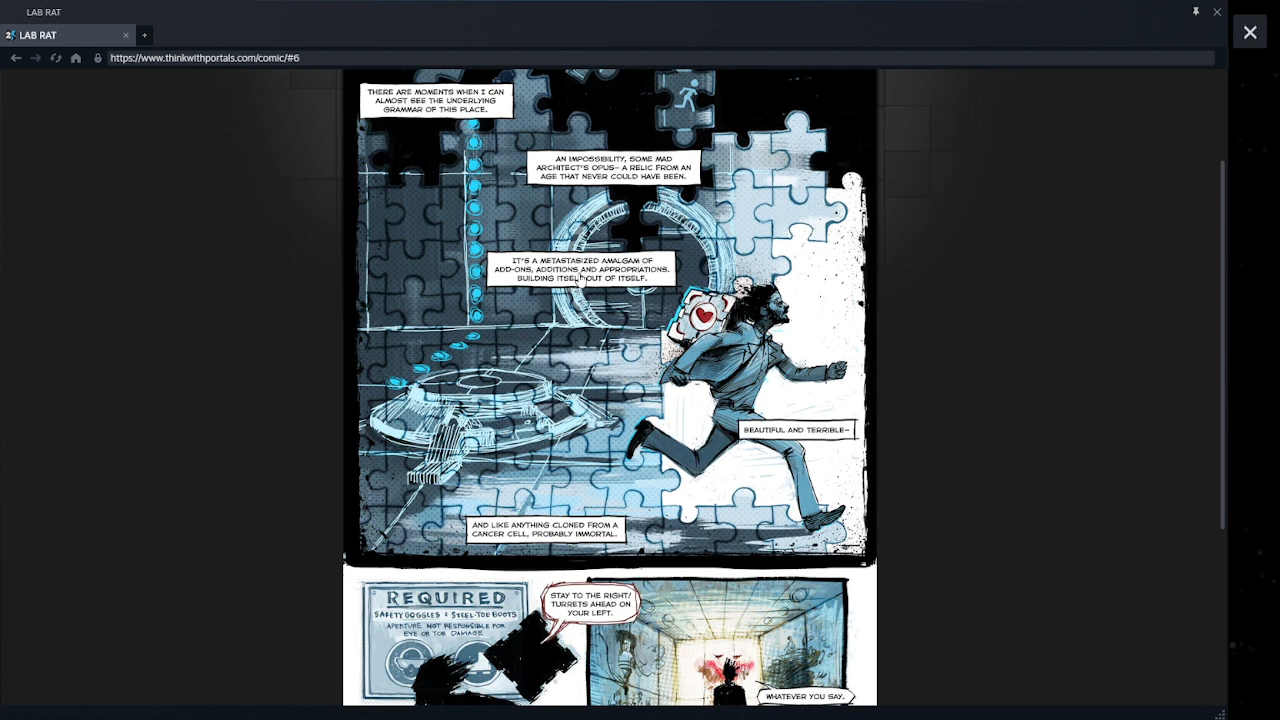 LAB RAT
LAB RAT
https://www.thinkwithportals.com/comic/#6
THERE ARE MOMENTS WHEN I CAN
ALMOST SEE THE UNDERLYING
GRAMMAR OF THIS PLACE.
AN IMPOSSIBILITY, SOME MAD
ARCHITECT'S OPUS— A RELIC FROM AN
AGE THAT NEVER COULD HAVE BEEN.
IT'S A METASTASIZED AMALGAM OF
ADD-ONS, ADDITIONS AND APPROPRIATIONS.
BUILDING ITSELF OUT OF ITSELF.
BEAUTIFUL AND TERRIBLE—
AND LIKE ANYTHING CLONED FROM A
CANCER CELL, PROBABLY IMMORTAL.
REQUIRED
SAFETY GOGGLES & STEEL-TOE BOOTS
APERTURE NOT RESPONSIBLE FOR
EYE OR TOE DAMAGE
STAY TO THE RIGHT!
TURRETS AHEAD ON
YOUR LEFT.
WHATEVER YOU SAY.